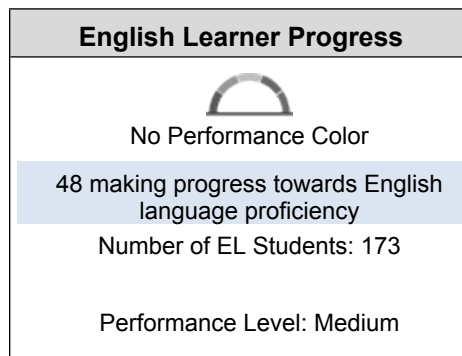 English Learner Progress
No Performance Color
48 making progress towards English
language proficiency
Number of EL Students: 173
Performance Level: Medium